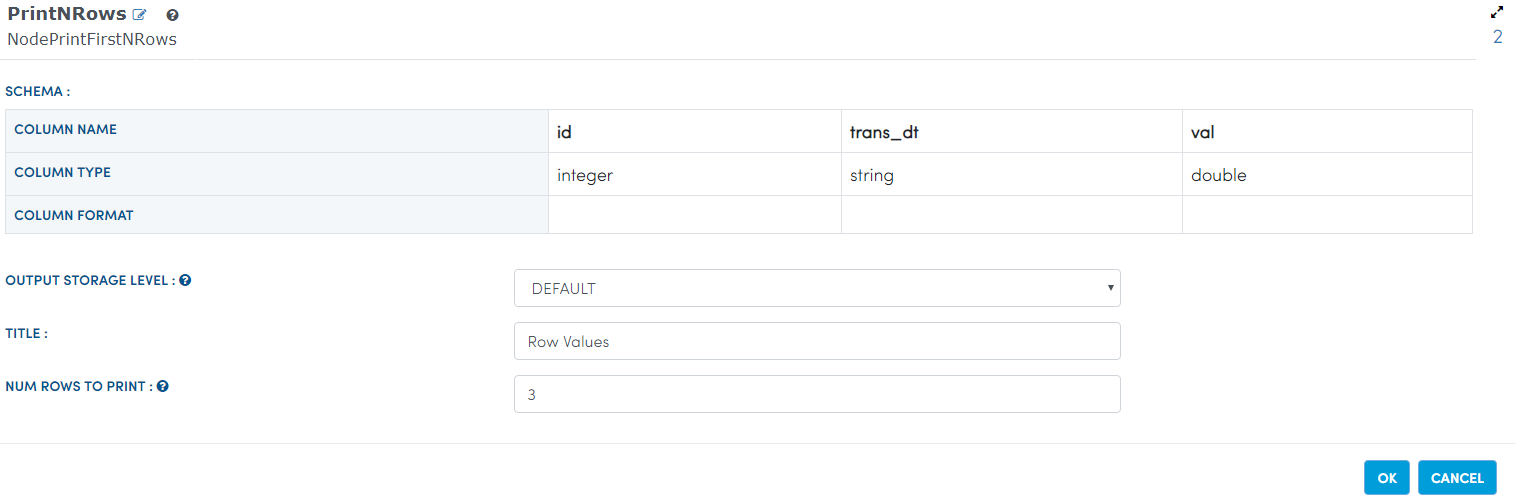 PrintNRows
NodePrintFirstNRows
2
SCHEMA :
COLUMN NAME id trans_dt val
COLUMN TYPE integer string double
COLUMN FORMAT
OUTPUT STORAGE LEVEL : DEFAULT
TITLE : Row Values
NUM ROWS TO PRINT : 3
OK CANCEL